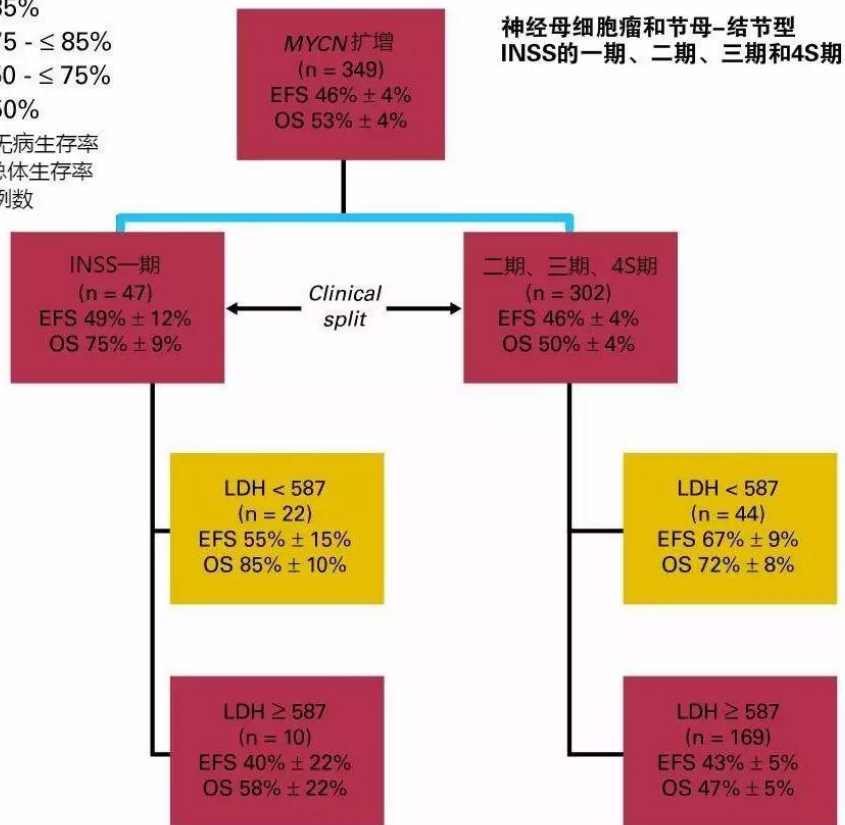 85%
75 - ≤ 85%
50 - ≤ 75%
50%
无病生存率
总体生存率
例数
神经母细胞瘤和节母-结节型
INSS的一期、二期、三期和4S期
MYCN扩增
(n = 349)
EFS 46% ± 4%
OS 53% ± 4%
INSS一期
(n = 47)
EFS 49% ± 12%
OS 75% ± 9%
Clinical
split
二期、三期、4S期
(n = 302)
EFS 46% ± 4%
OS 50% ± 4%
LDH < 587
(n = 22)
EFS 55% ± 15%
OS 85% ± 10%
LDH < 587
(n = 44)
EFS 67% ± 9%
OS 72% ± 8%
LDH ≥ 587
(n = 10)
EFS 40% ± 22%
OS 58% ± 22%
LDH ≥ 587
(n = 169)
EFS 43% ± 5%
OS 47% ± 5%